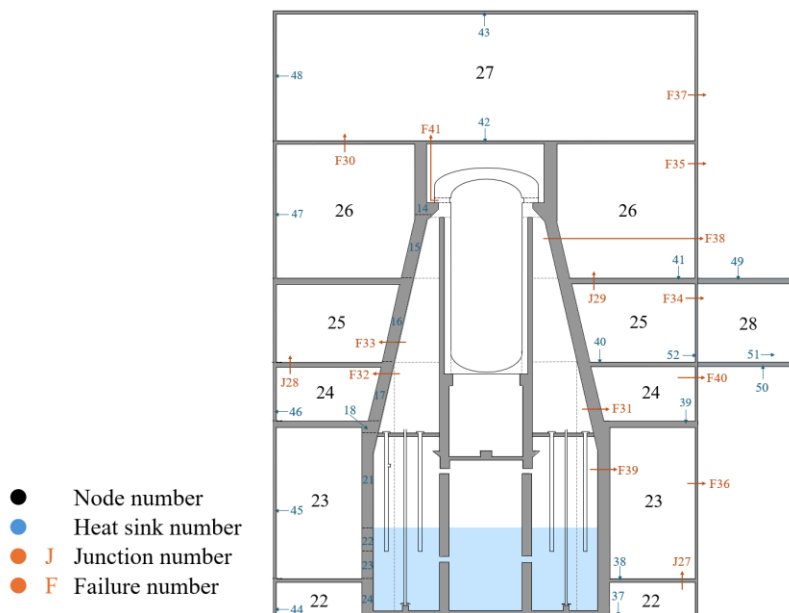 43
48
27
F37
F41
42
F30
F35
26
14
26
47
F38
15
41
49
J29
F34
25
16
25
28
F33
40
52
51
J28
F32
F40
50
24
17
24
46
18
F31
39
21
F39
23
23
F36
45
22
23
38
J27
24
22
37
22
44
Node number
Heat sink number
J Junction number
F Failure number